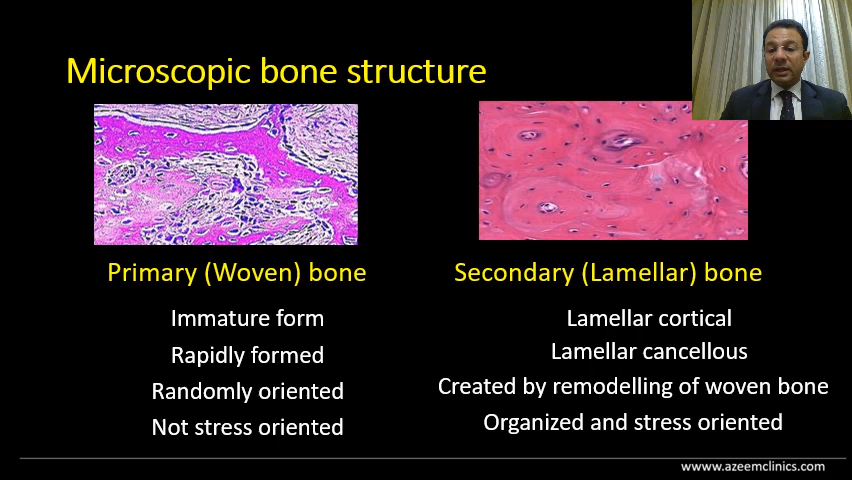 Microscopic bone structure
Primary (Woven) bone
Immature form
Rapidly formed
Randomly oriented
Not stress oriented
Secondary (Lamellar) bone
Lamellar cortical
Lamellar cancellous
Created by remodelling of woven bone
Organized and stress oriented
www.azeemclinics.com